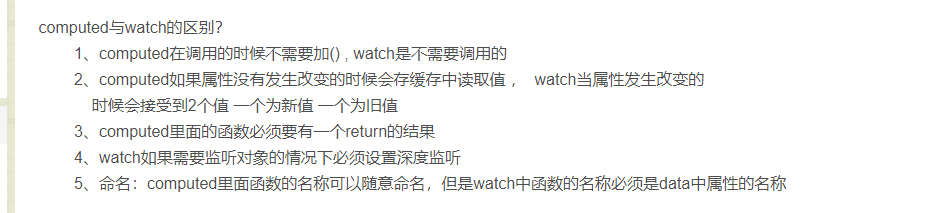 computed与watch的区别?
1、computed在调用的时候不需要加() , watch是不需要调用的
2、computed如果属性没有发生改变的时候会存缓存中读取值 ， watch当属性发生改变的
时候会接受到2个值 一个为新值 一个为旧值
3、computed里面的函数必须要有一个return的结果
4、watch如果需要监听对象的情况下必须设置深度监听
5、命名：computed里面函数的名称可以随意命名，但是watch中函数的名称必须是data中属性的名称